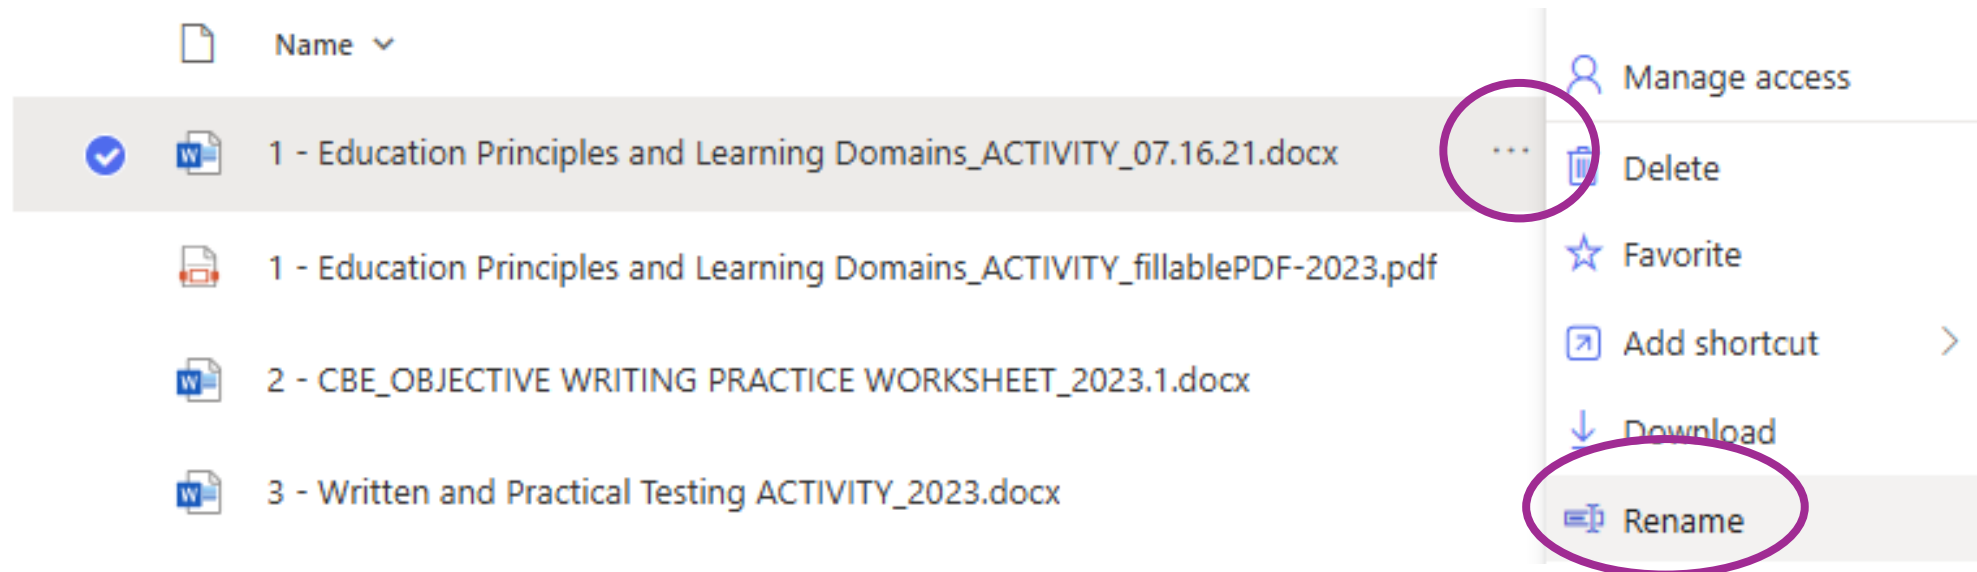 Name
1 - Education Principles and Learning Domains_ACTIVITY_07.16.21.docx
1 - Education Principles and Learning Domains_ACTIVITY_fillablePDF-2023.pdf
2 - CBE_OBJECTIVE WRITING PRACTICE WORKSHEET_2023.1.docx
3 - Written and Practical Testing ACTIVITY_2023.docx
Manage access
Delete
Favorite
Add shortcut
Download
Rename